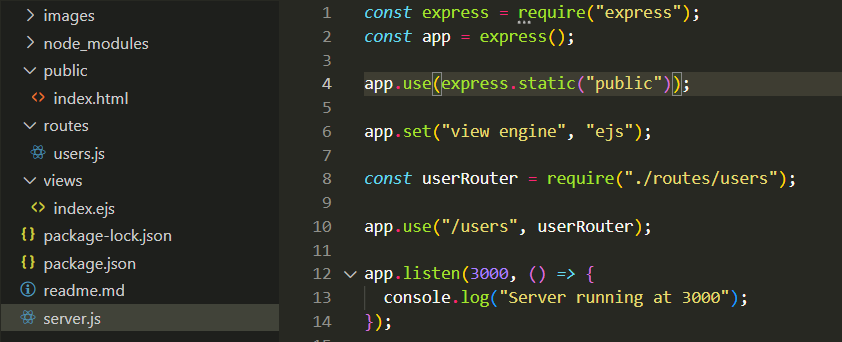 images
node_modules
public
index.html
routes
users.js
views
index.ejs
package-lock.json
package.json
readme.md
server.js
1 const express = require("express");
2 const app = express();
3
4 app.use(express.static("public"));
5
6 app.set("view engine", "ejs");
7
8 const userRouter = require("./routes/users");
9
10 app.use("/users", userRouter);
11
12 app.listen(3000, () => {
13 console.log("Server running at 3000");
14 });